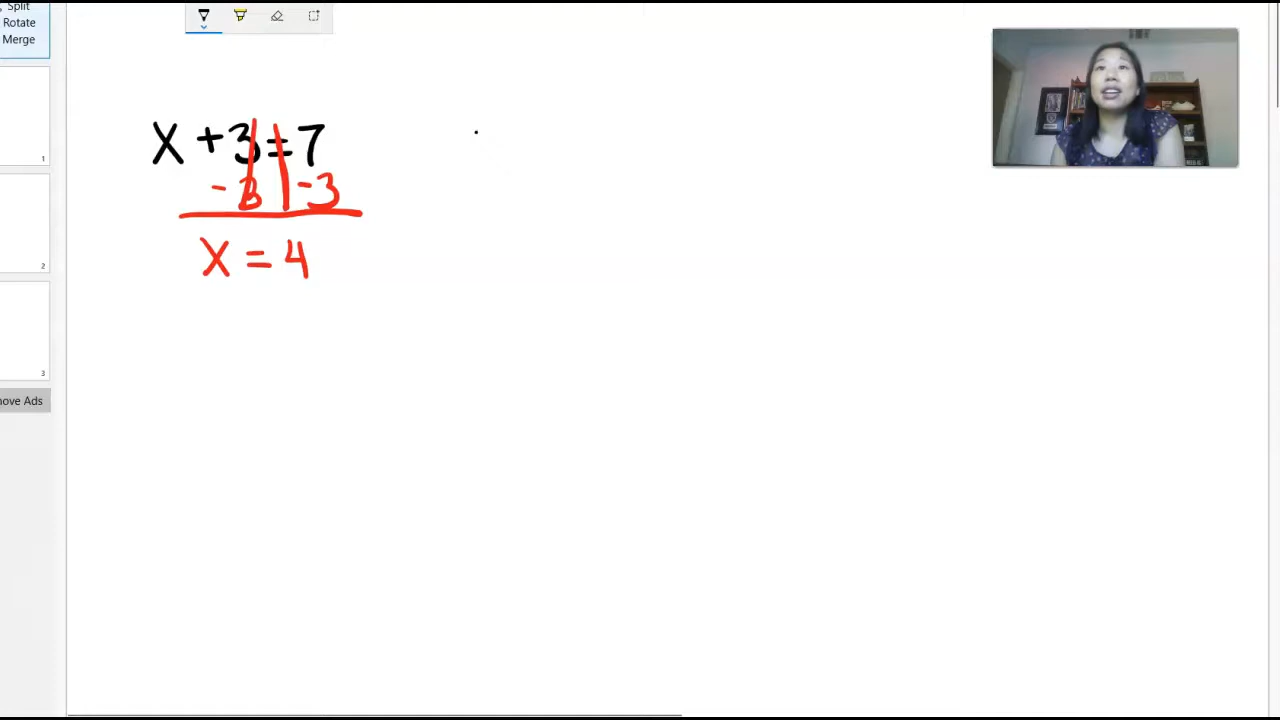 Split
Rotate
Merge
1
2
3
ove Ads
X + 3 = 7
- 3 - 3
X = 4